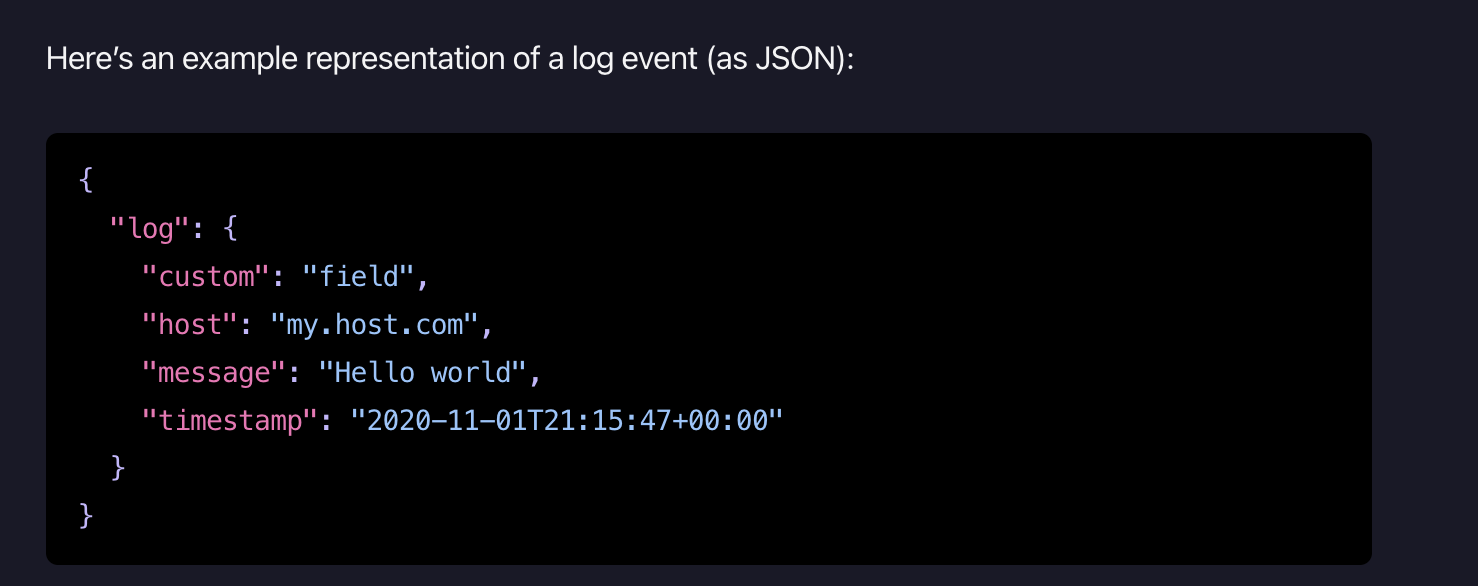 Here’s an example representation of a log event (as JSON):
{
  "log": {
    "custom": "field",
    "host": "my.host.com",
    "message": "Hello world",
    "timestamp": "2020-11-01T21:15:47+00:00"
  }
}